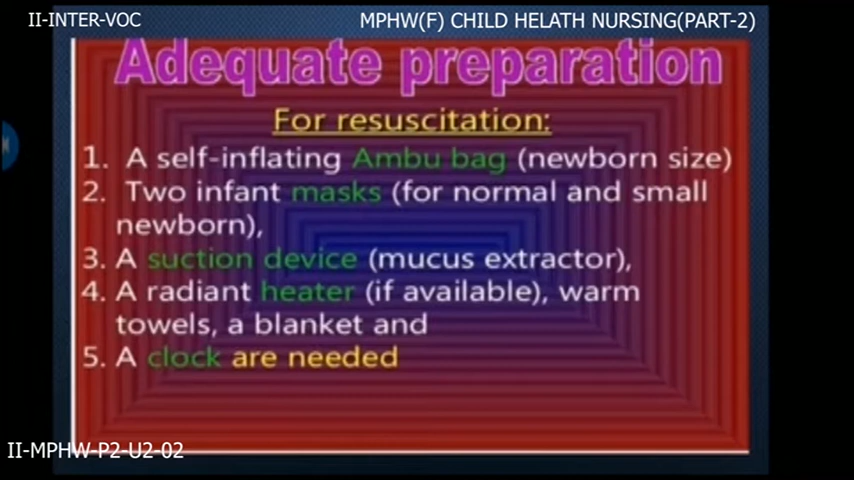 II-INTER-VOC
MPHW(F) CHILD HELATH NURSING(PART-2)
Adequate preparation
For resuscitation:
1. A self-inflating Ambu bag (newborn size)
2. Two infant masks (for normal and small
newborn),
3. A suction device (mucus extractor),
4. A radiant heater (if available), warm
towels, a blanket and
5. A clock are needed
II-MPHW-P2-U2-02